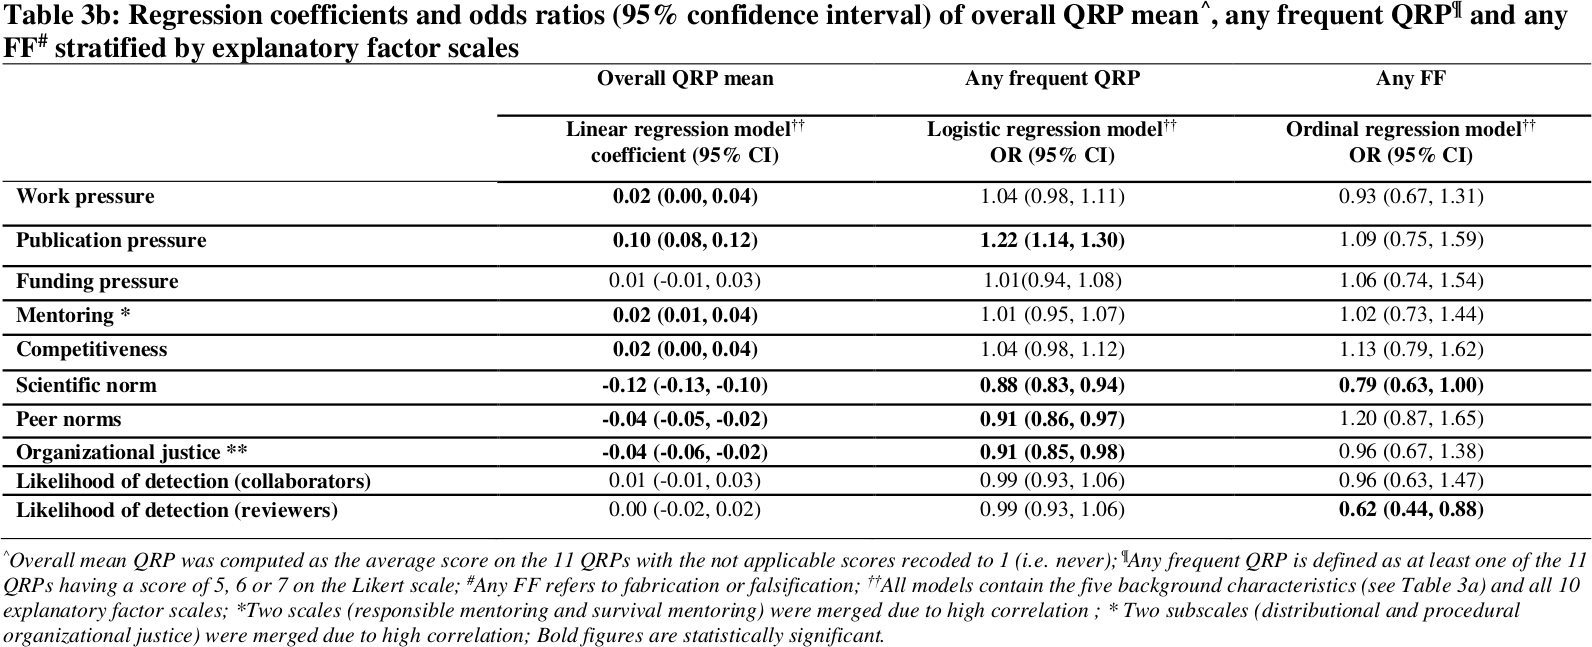 Table 3b: Regression coefficients and odds ratios (95% confidence interval) of overall QRP mean^, any frequent QRP¶ and any
FF# stratified by explanatory factor scales
Overall QRP mean Any frequent QRP Any FF
Linear regression model†† Logistic regression model†† Ordinal regression model††
coefficient (95% CI) OR (95% CI) OR (95% CI)
Work pressure 0.02 (0.00, 0.04) 1.04 (0.98, 1.11) 0.93 (0.67, 1.31)
Publication pressure 0.10 (0.08, 0.12) 1.22 (1.14, 1.30) 1.09 (0.75, 1.59)
Funding pressure 0.01 (-0.01, 0.03) 1.01(0.94, 1.08) 1.06 (0.74, 1.54)
Mentoring * 0.02 (0.01, 0.04) 1.01 (0.95, 1.07) 1.02 (0.73, 1.44)
Competitiveness 0.02 (0.00, 0.04) 1.04 (0.98, 1.12) 1.13 (0.79, 1.62)
Scientific norm -0.12 (-0.13, -0.10) 0.88 (0.83, 0.94) 0.79 (0.63, 1.00)
Peer norms -0.04 (-0.05, -0.02) 0.91 (0.86, 0.97) 1.20 (0.87, 1.65)
Organizational justice ** -0.04 (-0.06, -0.02) 0.91 (0.85, 0.98) 0.96 (0.67, 1.38)
Likelihood of detection (collaborators) 0.01 (-0.01, 0.03) 0.99 (0.93, 1.06) 0.96 (0.63, 1.47)
Likelihood of detection (reviewers) 0.00 (-0.02, 0.02) 0.99 (0.93, 1.06) 0.62 (0.44, 0.88)
^Overall mean QRP was computed as the average score on the 11 QRPs with the not applicable scores recoded to 1 (i.e. never); ¶Any frequent QRP is defined as at least one of the 11
QRPs having a score of 5, 6 or 7 on the Likert scale; #Any FF refers to fabrication or falsification; ††All models contain the five background characteristics (see Table 3a) and all 10
explanatory factor scales; *Two scales (responsible mentoring and survival mentoring) were merged due to high correlation ; * Two subscales (distributional and procedural
organizational justice) were merged due to high correlation; Bold figures are statistically significant.